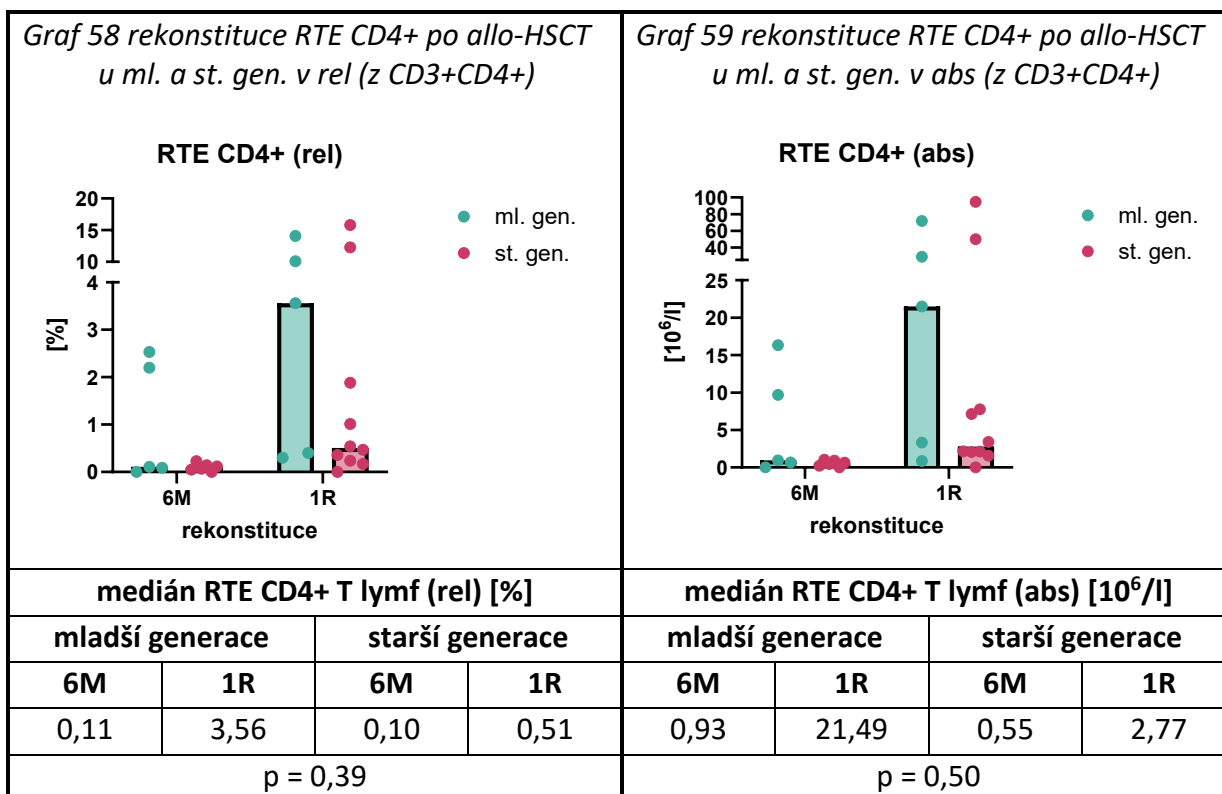 Graf 58 rekonstituce RTE CD4+ po allo-HSCT
u ml. a st. gen. v rel (z CD3+CD4+)
RTE CD4+ (rel)
20
15
10
4
3
2
1
0
[%]
6M
1R
rekonstituce
ml. gen.
st. gen.
Graf 59 rekonstituce RTE CD4+ po allo-HSCT
u ml. a st. gen. v abs (z CD3+CD4+)
RTE CD4+ (abs)
100
80
60
40
25
20
15
10
5
0
[10⁶/l]
6M
1R
rekonstituce
ml. gen.
st. gen.
medián RTE CD4+ T lymf (rel) [%]
mladší generace
starší generace
6M
1R
6M
1R
0,11
3,56
0,10
0,51
p = 0,39
medián RTE CD4+ T lymf (abs) [10⁶/l]
mladší generace
starší generace
6M
1R
6M
1R
0,93
21,49
0,55
2,77
p = 0,50